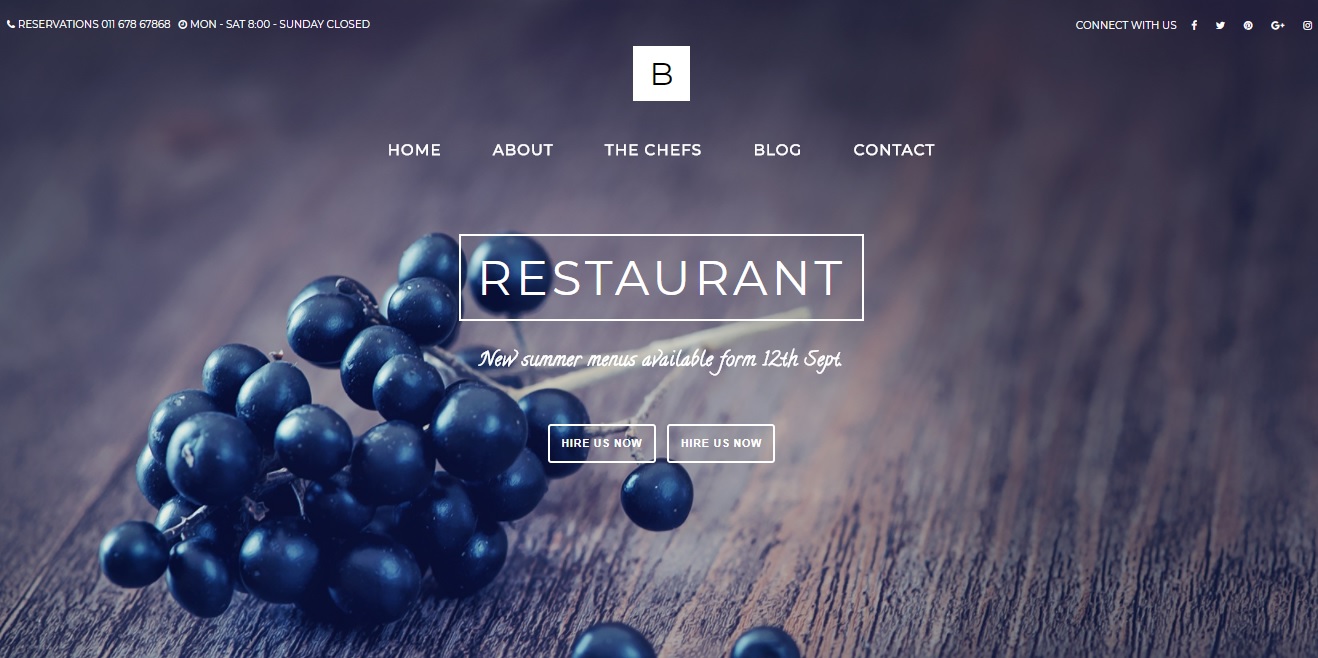 RESERVATIONS 011 678 67868 MON - SAT 8:00 - SUNDAY CLOSED
CONNECT WITH US
B
HOME ABOUT THE CHEFS BLOG CONTACT
RESTAURANT
New summer menus available form 12th Sept.
HIRE US NOW HIRE US NOW